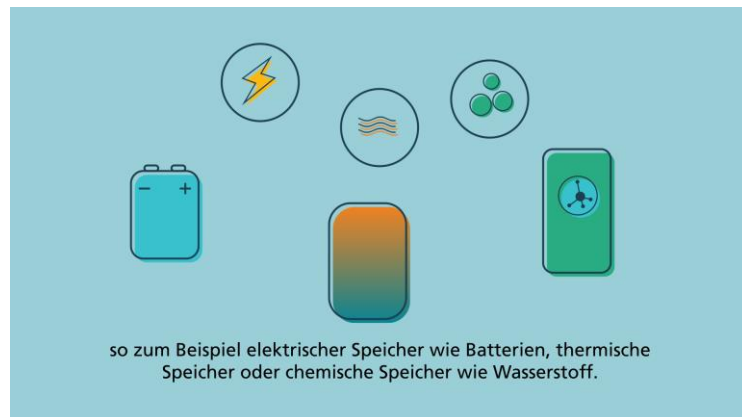 so zum Beispiel elektrischer Speicher wie Batterien, thermische
Speicher oder chemische Speicher wie Wasserstoff.